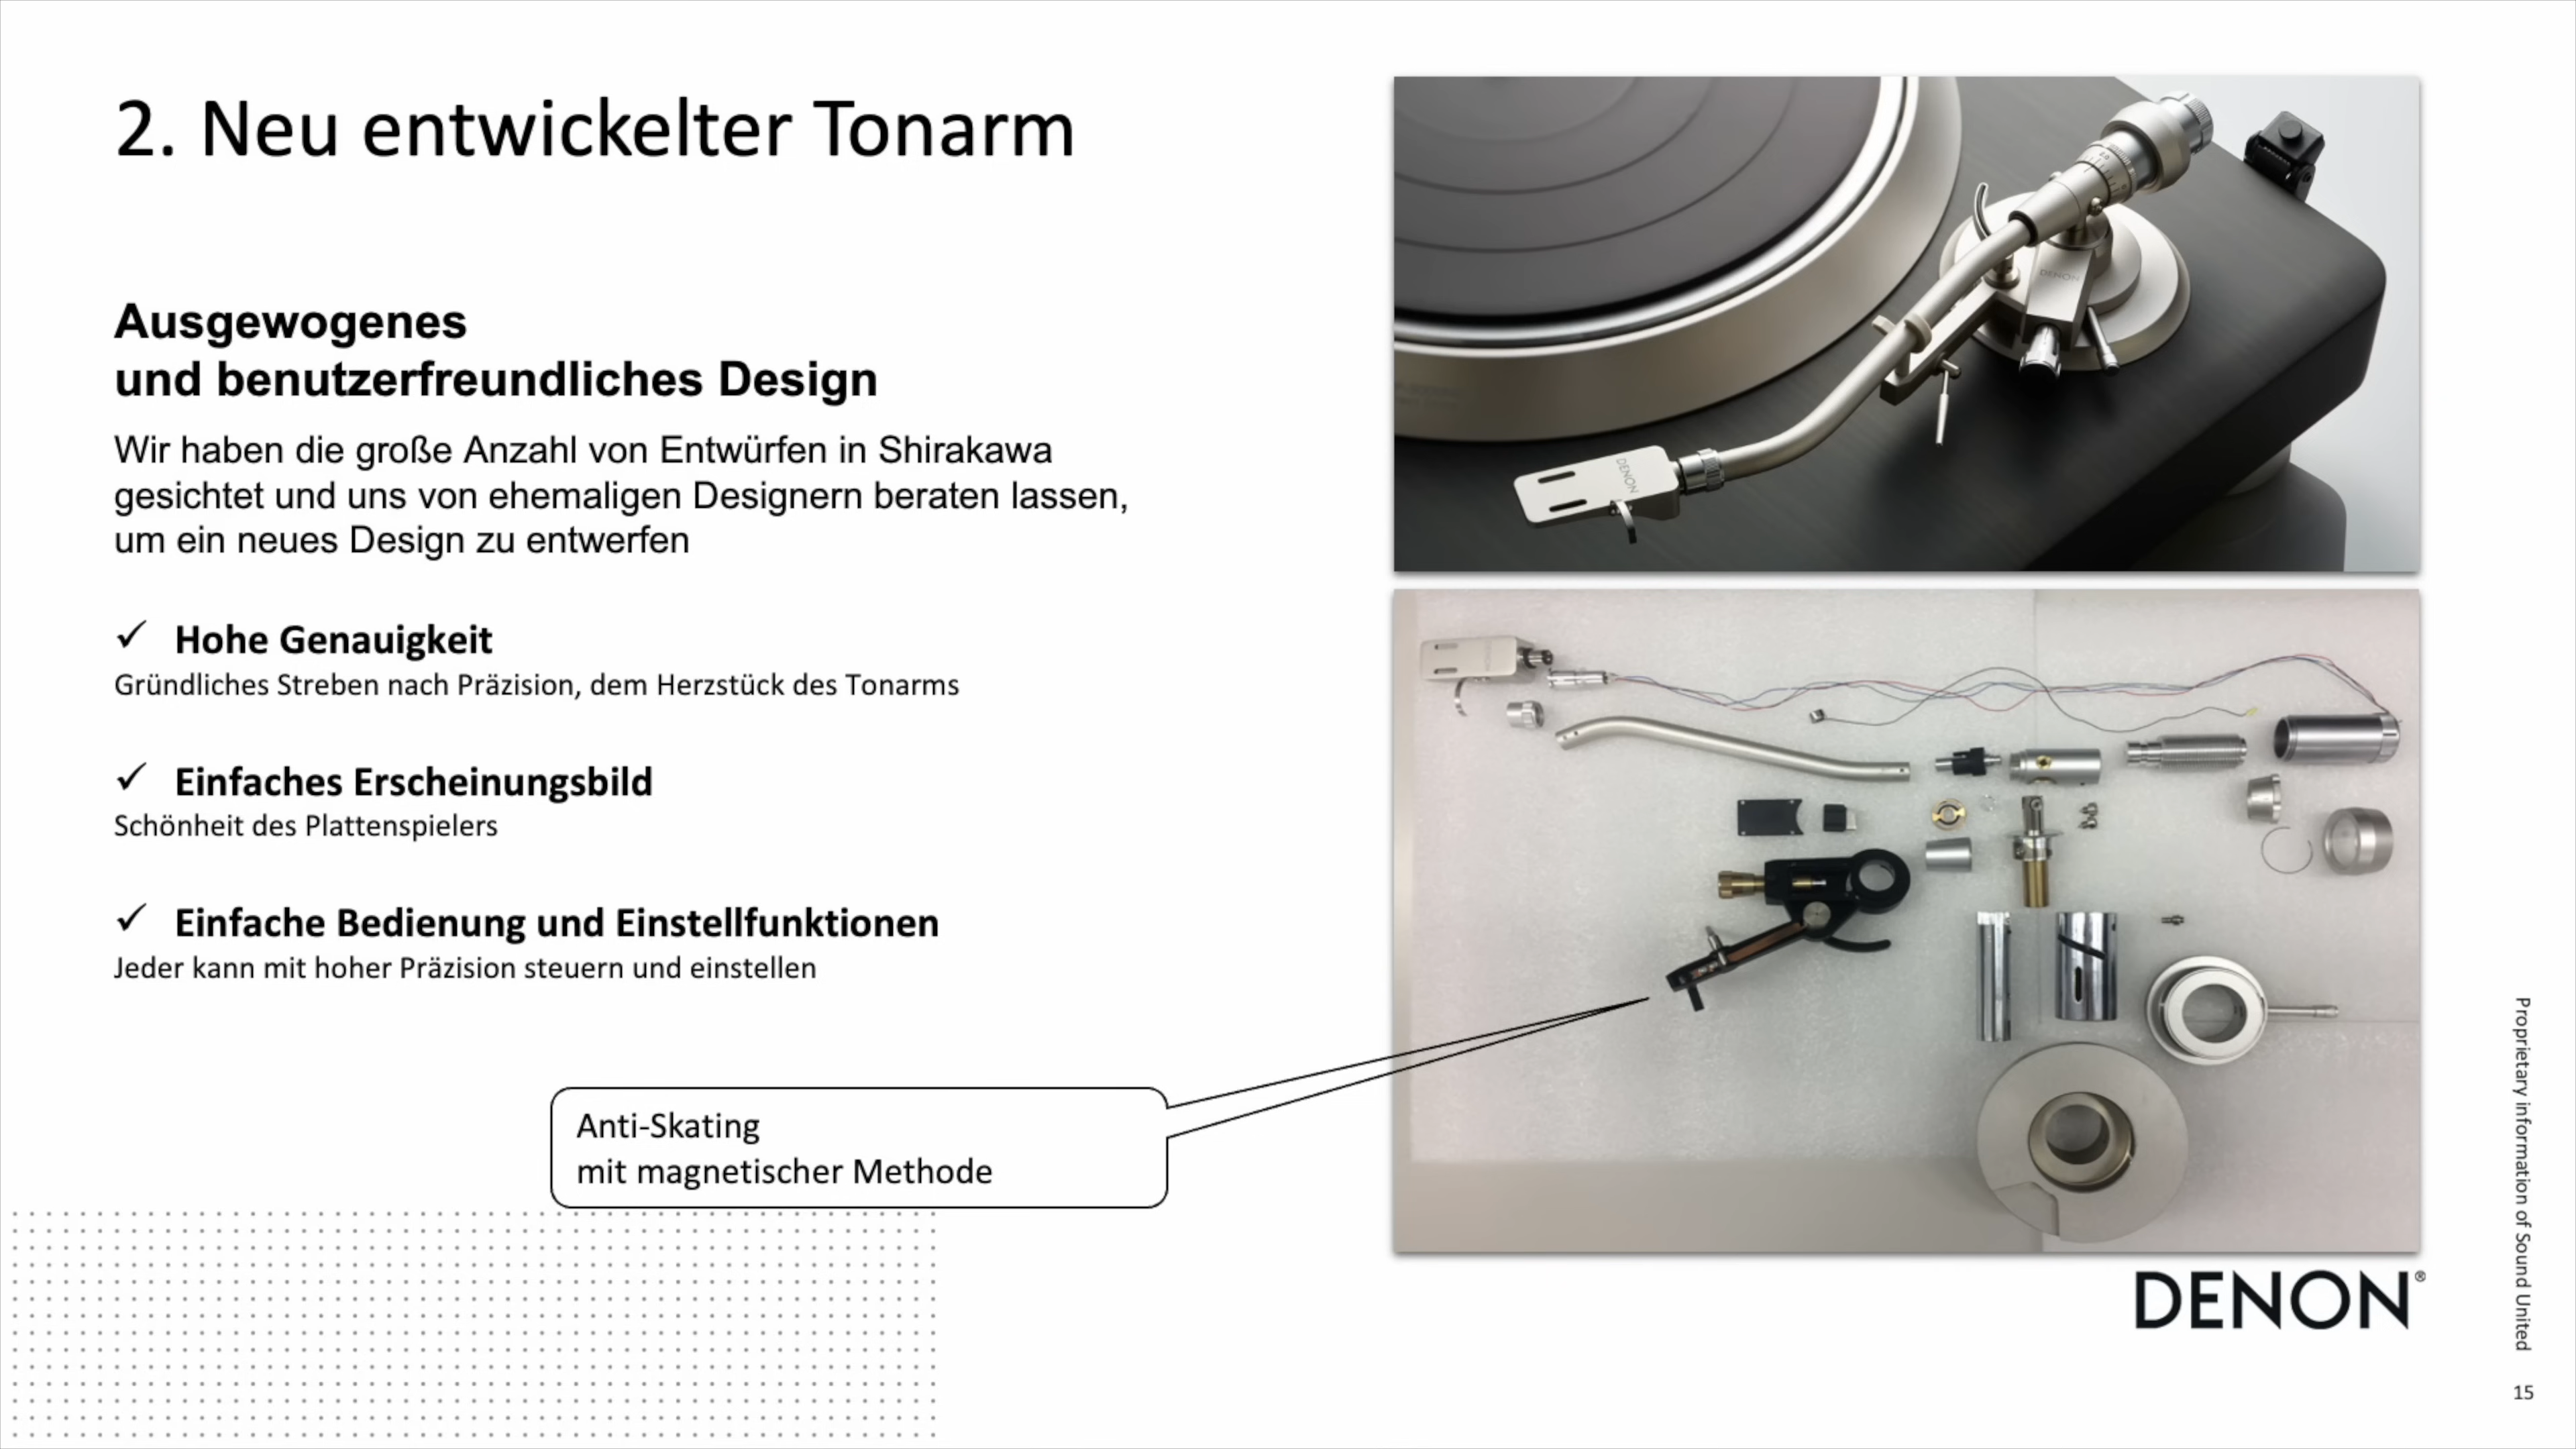 2. Neu entwickelter Tonarm
Ausgewogenes
und benutzerfreundliches Design
Wir haben die große Anzahl von Entwürfen in Shirakawa
gesichtet und uns von ehemaligen Designern beraten lassen,
um ein neues Design zu entwerfen
✓ Hohe Genauigkeit
Gründliches Streben nach Präzision, dem Herzstück des Tonarms
✓ Einfaches Erscheinungsbild
Schönheit des Plattenspielers
✓ Einfache Bedienung und Einstellfunktionen
Jeder kann mit hoher Präzision steuern und einstellen
Anti-Skating
mit magnetischer Methode
DENON
DENON
DENON
DENON®
Proprietary information of Sound United
15